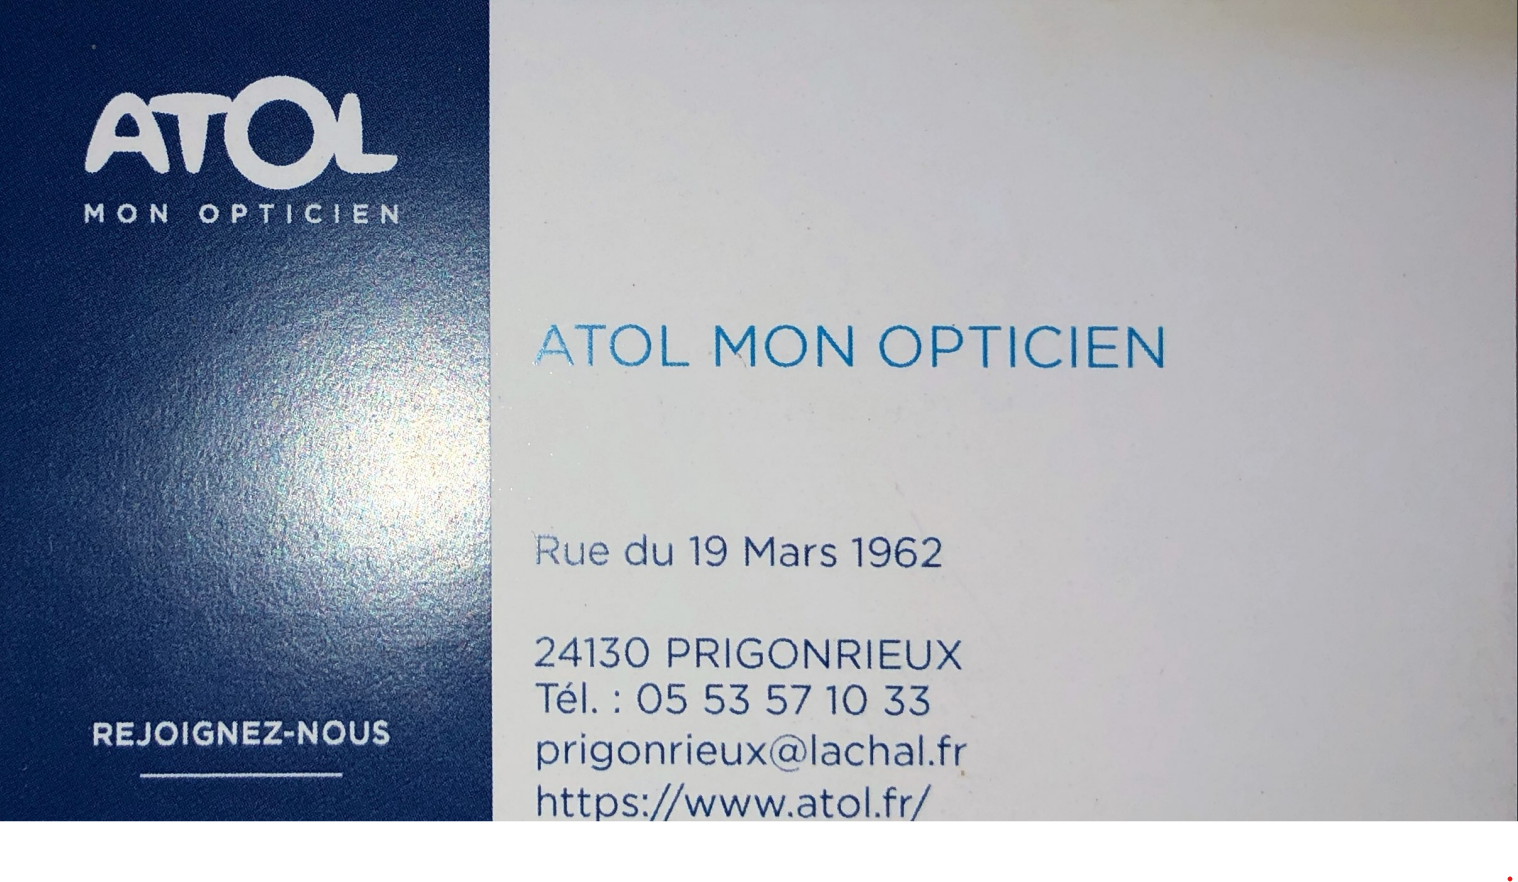 ATOL
MON OPTICIEN
REJOIGNEZ-NOUS
ATOL MON OPTICIEN
Rue du 19 Mars 1962
24130 PRIGONRIEUX
Tél. : 05 53 57 10 33
prigonrieux@lachal.fr
https://www.atol.fr/